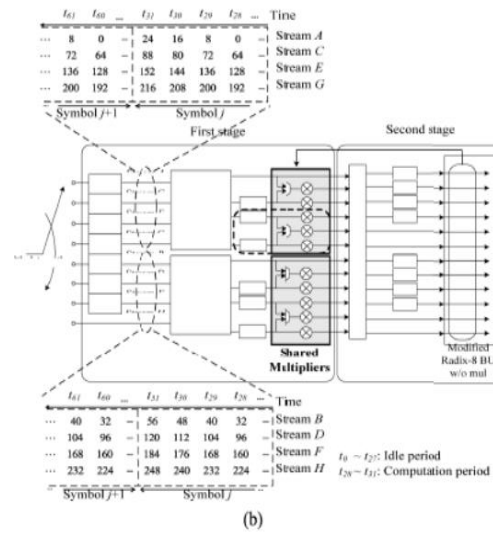 t61 t60 ... t31 t30 t29 t28 ... Time
... 8 0 – 24 16 8 0 – Stream A
... 72 64 – 88 80 72 64 – Stream C
... 136 128 – 152 144 136 128 – Stream E
... 200 192 – 216 208 200 192 – Stream G
Symbol j+1 Symbol j
First stage Second stage
Shared
Multipliers
Modified
Radix-8 BU
w/o mul
t61 t60 ... t31 t30 t29 t28 ... Time
... 40 32 – 56 48 40 32 – Stream B
... 104 96 – 120 112 104 96 – Stream D
... 168 160 – 184 176 168 160 – Stream F
... 232 224 – 248 240 232 224 – Stream H
Symbol j+1 Symbol j
t0 ~ t27: Idle period
t28 ~ t31: Computation period
(b)